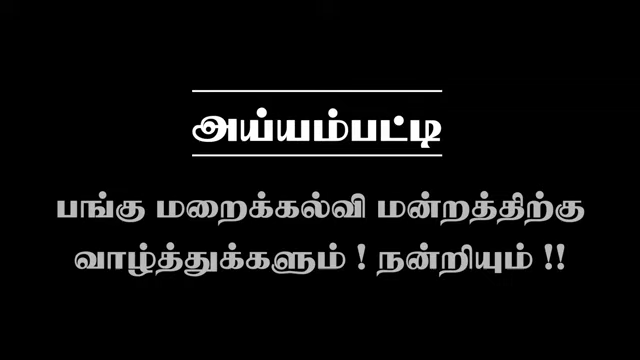 அய்யம்பட்டி
பங்கு மறைக்கல்வி மன்றத்திற்கு
வாழ்த்துக்களும் ! நன்றியும் !!